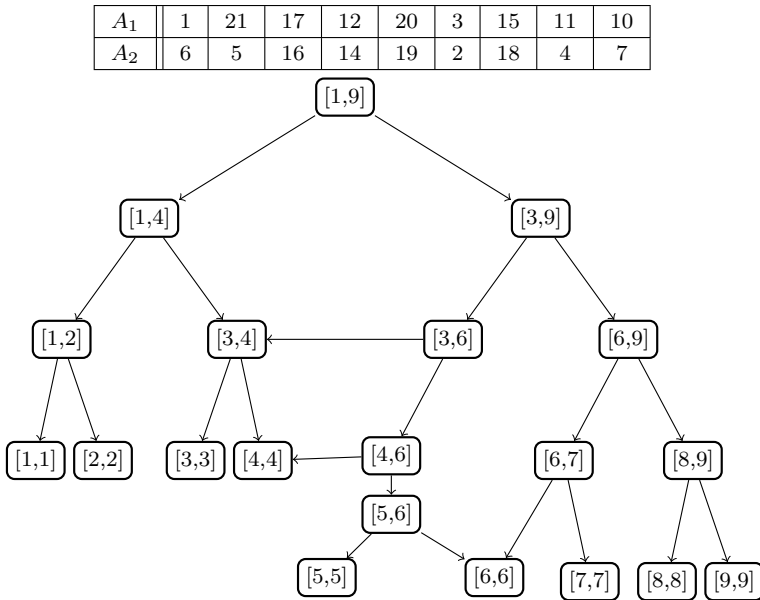 A1 1 21 17 12 20 3 15 11 10
A2 6 5 16 14 19 2 18 4 7
[1,9]
[1,4] [3,9]
[1,2] [3,4] [3,6] [6,9]
[1,1] [2,2] [3,3] [4,4] [4,6] [6,7] [8,9]
[5,6]
[5,5] [6,6] [7,7] [8,8] [9,9]